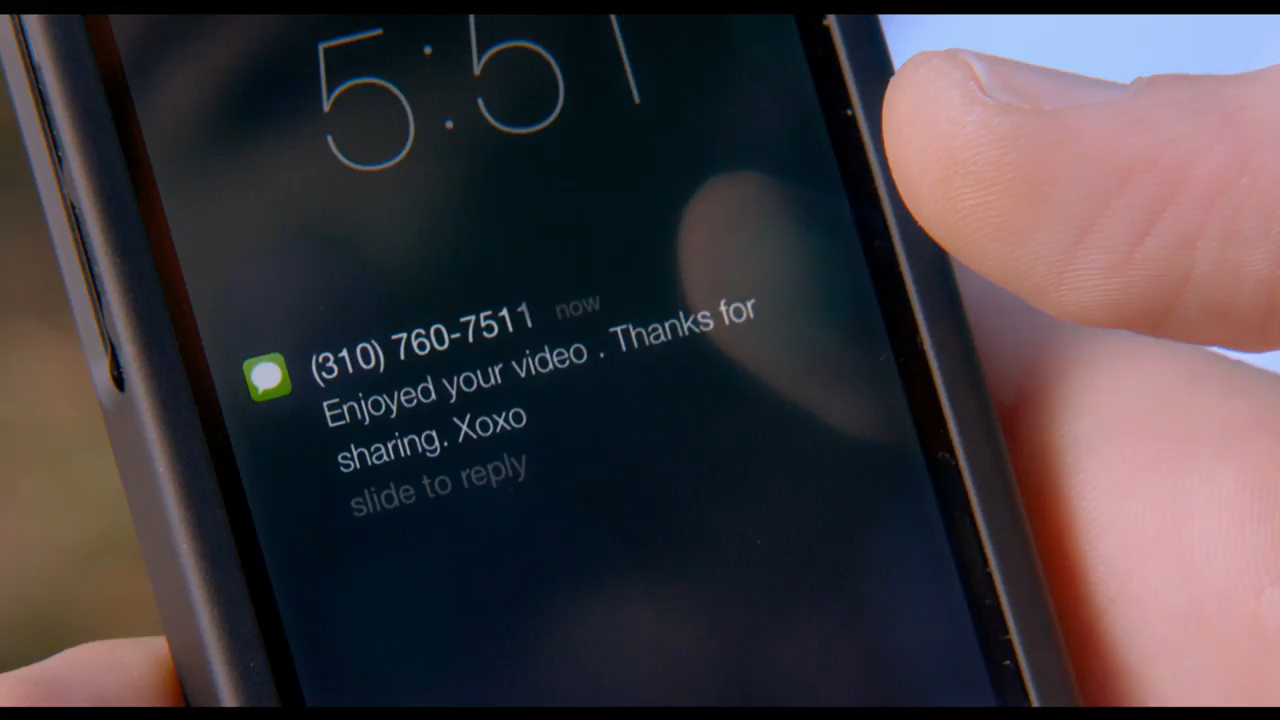 5:51
(310) 760-7511 now
Enjoyed your video . Thanks for
sharing. Xoxo
slide to reply